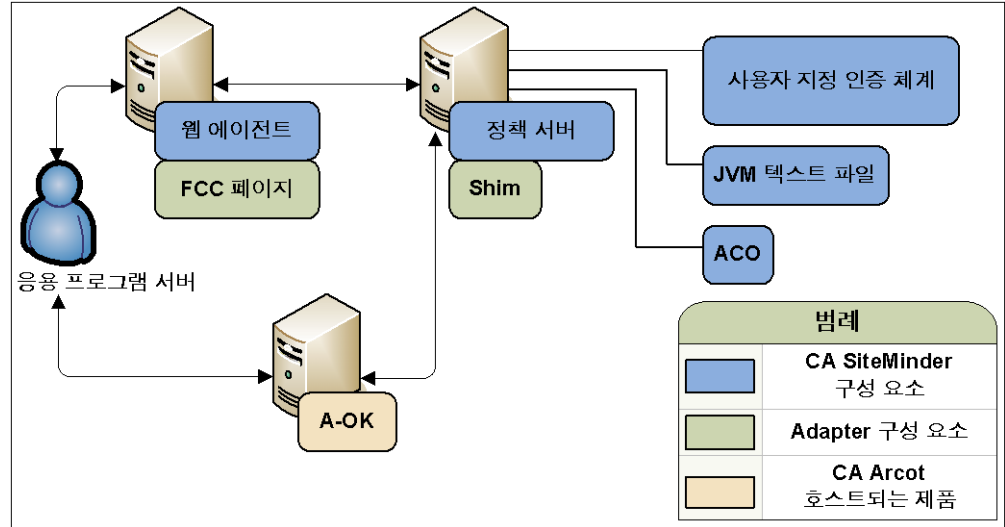 웹 에이전트
FCC 페이지
정책 서버
Shim
사용자 지정 인증 체계
JVM 텍스트 파일
ACO
응용 프로그램 서버
A-OK
범례
CA SiteMinder
구성 요소
Adapter 구성 요소
CA Arcot
호스트되는 제품